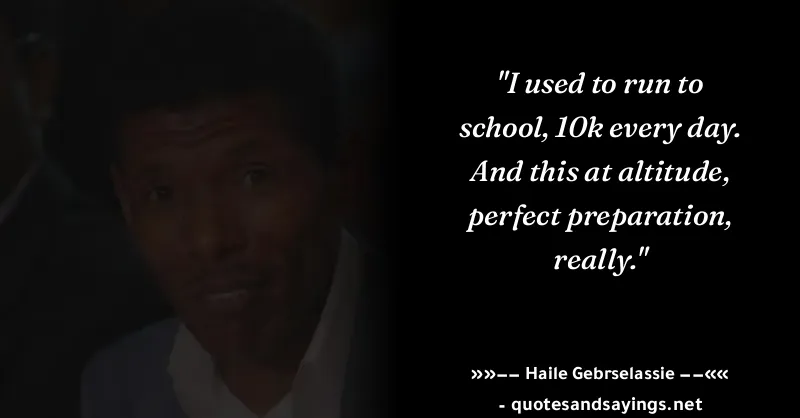 "I used to run to
school, 10k every day.
And this at altitude,
perfect preparation,
really."
»»−− Haile Gebrselassie −−««
- quotesandsayings.net